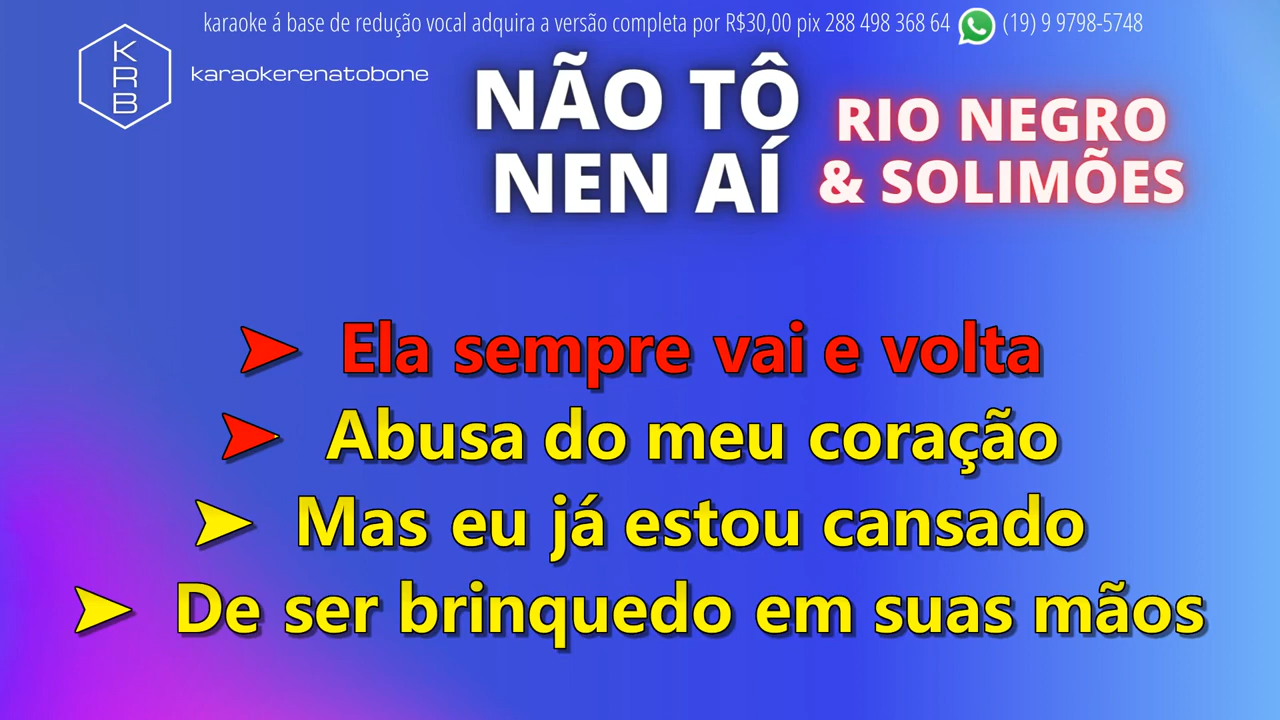 karaoke á base de redução vocal adquira a versão completa por R$30,00 pix 288 498 368 64 (19) 9 9798-5748
KRB
karaokerenatobone
NÃO TÔ
NEN AÍ
RIO NEGRO
& SOLIMÕES
➤ Ela sempre vai e volta
➤ Abusa do meu coração
➤ Mas eu já estou cansado
➤ De ser brinquedo em suas mãos